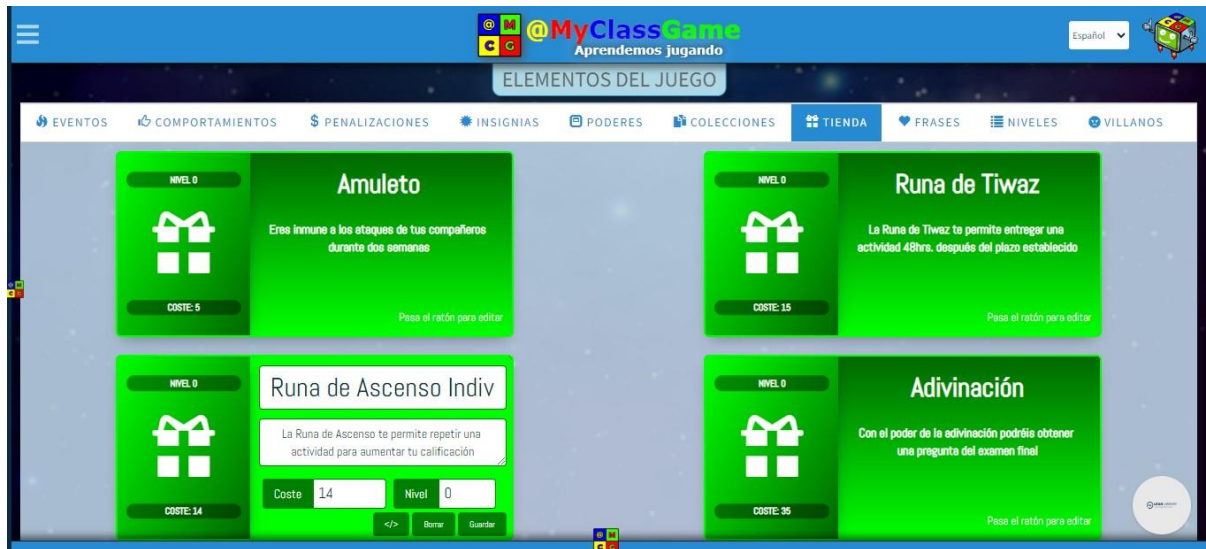 @ M
C G
@MyClassGame
Aprendemos jugando
Español
ELEMENTOS DEL JUEGO
EVENTOS COMPORTAMIENTOS $ PENALIZACIONES INSIGNIAS PODERES COLECCIONES TIENDA FRASES NIVELES VILLANOS
NIVEL 0
Amuleto
Eres inmune a los ataques de tus compañeros
durante dos semanas
COSTE: 5
Pasa el ratón para editar
NIVEL 0
Runa de Tiwaz
La Runa de Tiwaz te permite entregar una
actividad 48hrs. después del plazo establecido
COSTE: 15
Pasa el ratón para editar
NIVEL 0
Runa de Ascenso Indiv
La Runa de Ascenso te permite repetir una
actividad para aumentar tu calificación
Coste 14 Nivel 0
COSTE: 14
</> Borrar Guardar
NIVEL 0
Adivinación
Con el poder de la adivinación podréis obtener
una pregunta del examen final
COSTE: 35
Pasa el ratón para editar